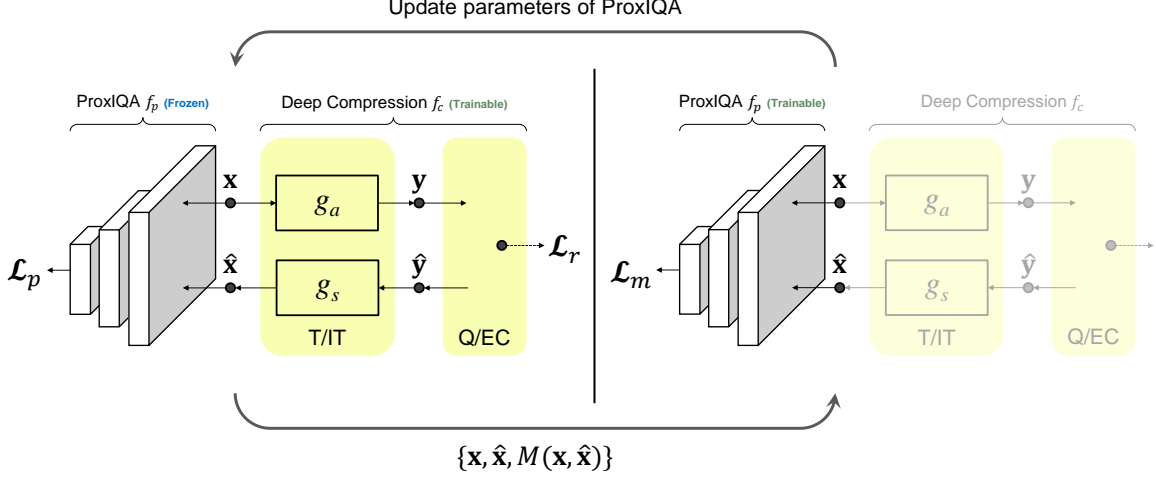 Update parameters of ProxIQA
ProxIQA f_p (Frozen)
Deep Compression f_c (Trainable)
x
g_a
y
𝓛_p
x̂
g_s
ŷ
𝓛_r
T/IT
Q/EC
ProxIQA f_p (Trainable)
Deep Compression f_c
x
g_a
y
𝓛_m
x̂
g_s
ŷ
T/IT
Q/EC
{x, x̂, M(x, x̂)}